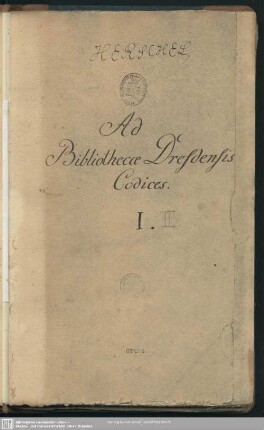 HERSCHEL
Ad
Bibliothecæ Dresdensis
Codices.
I. II